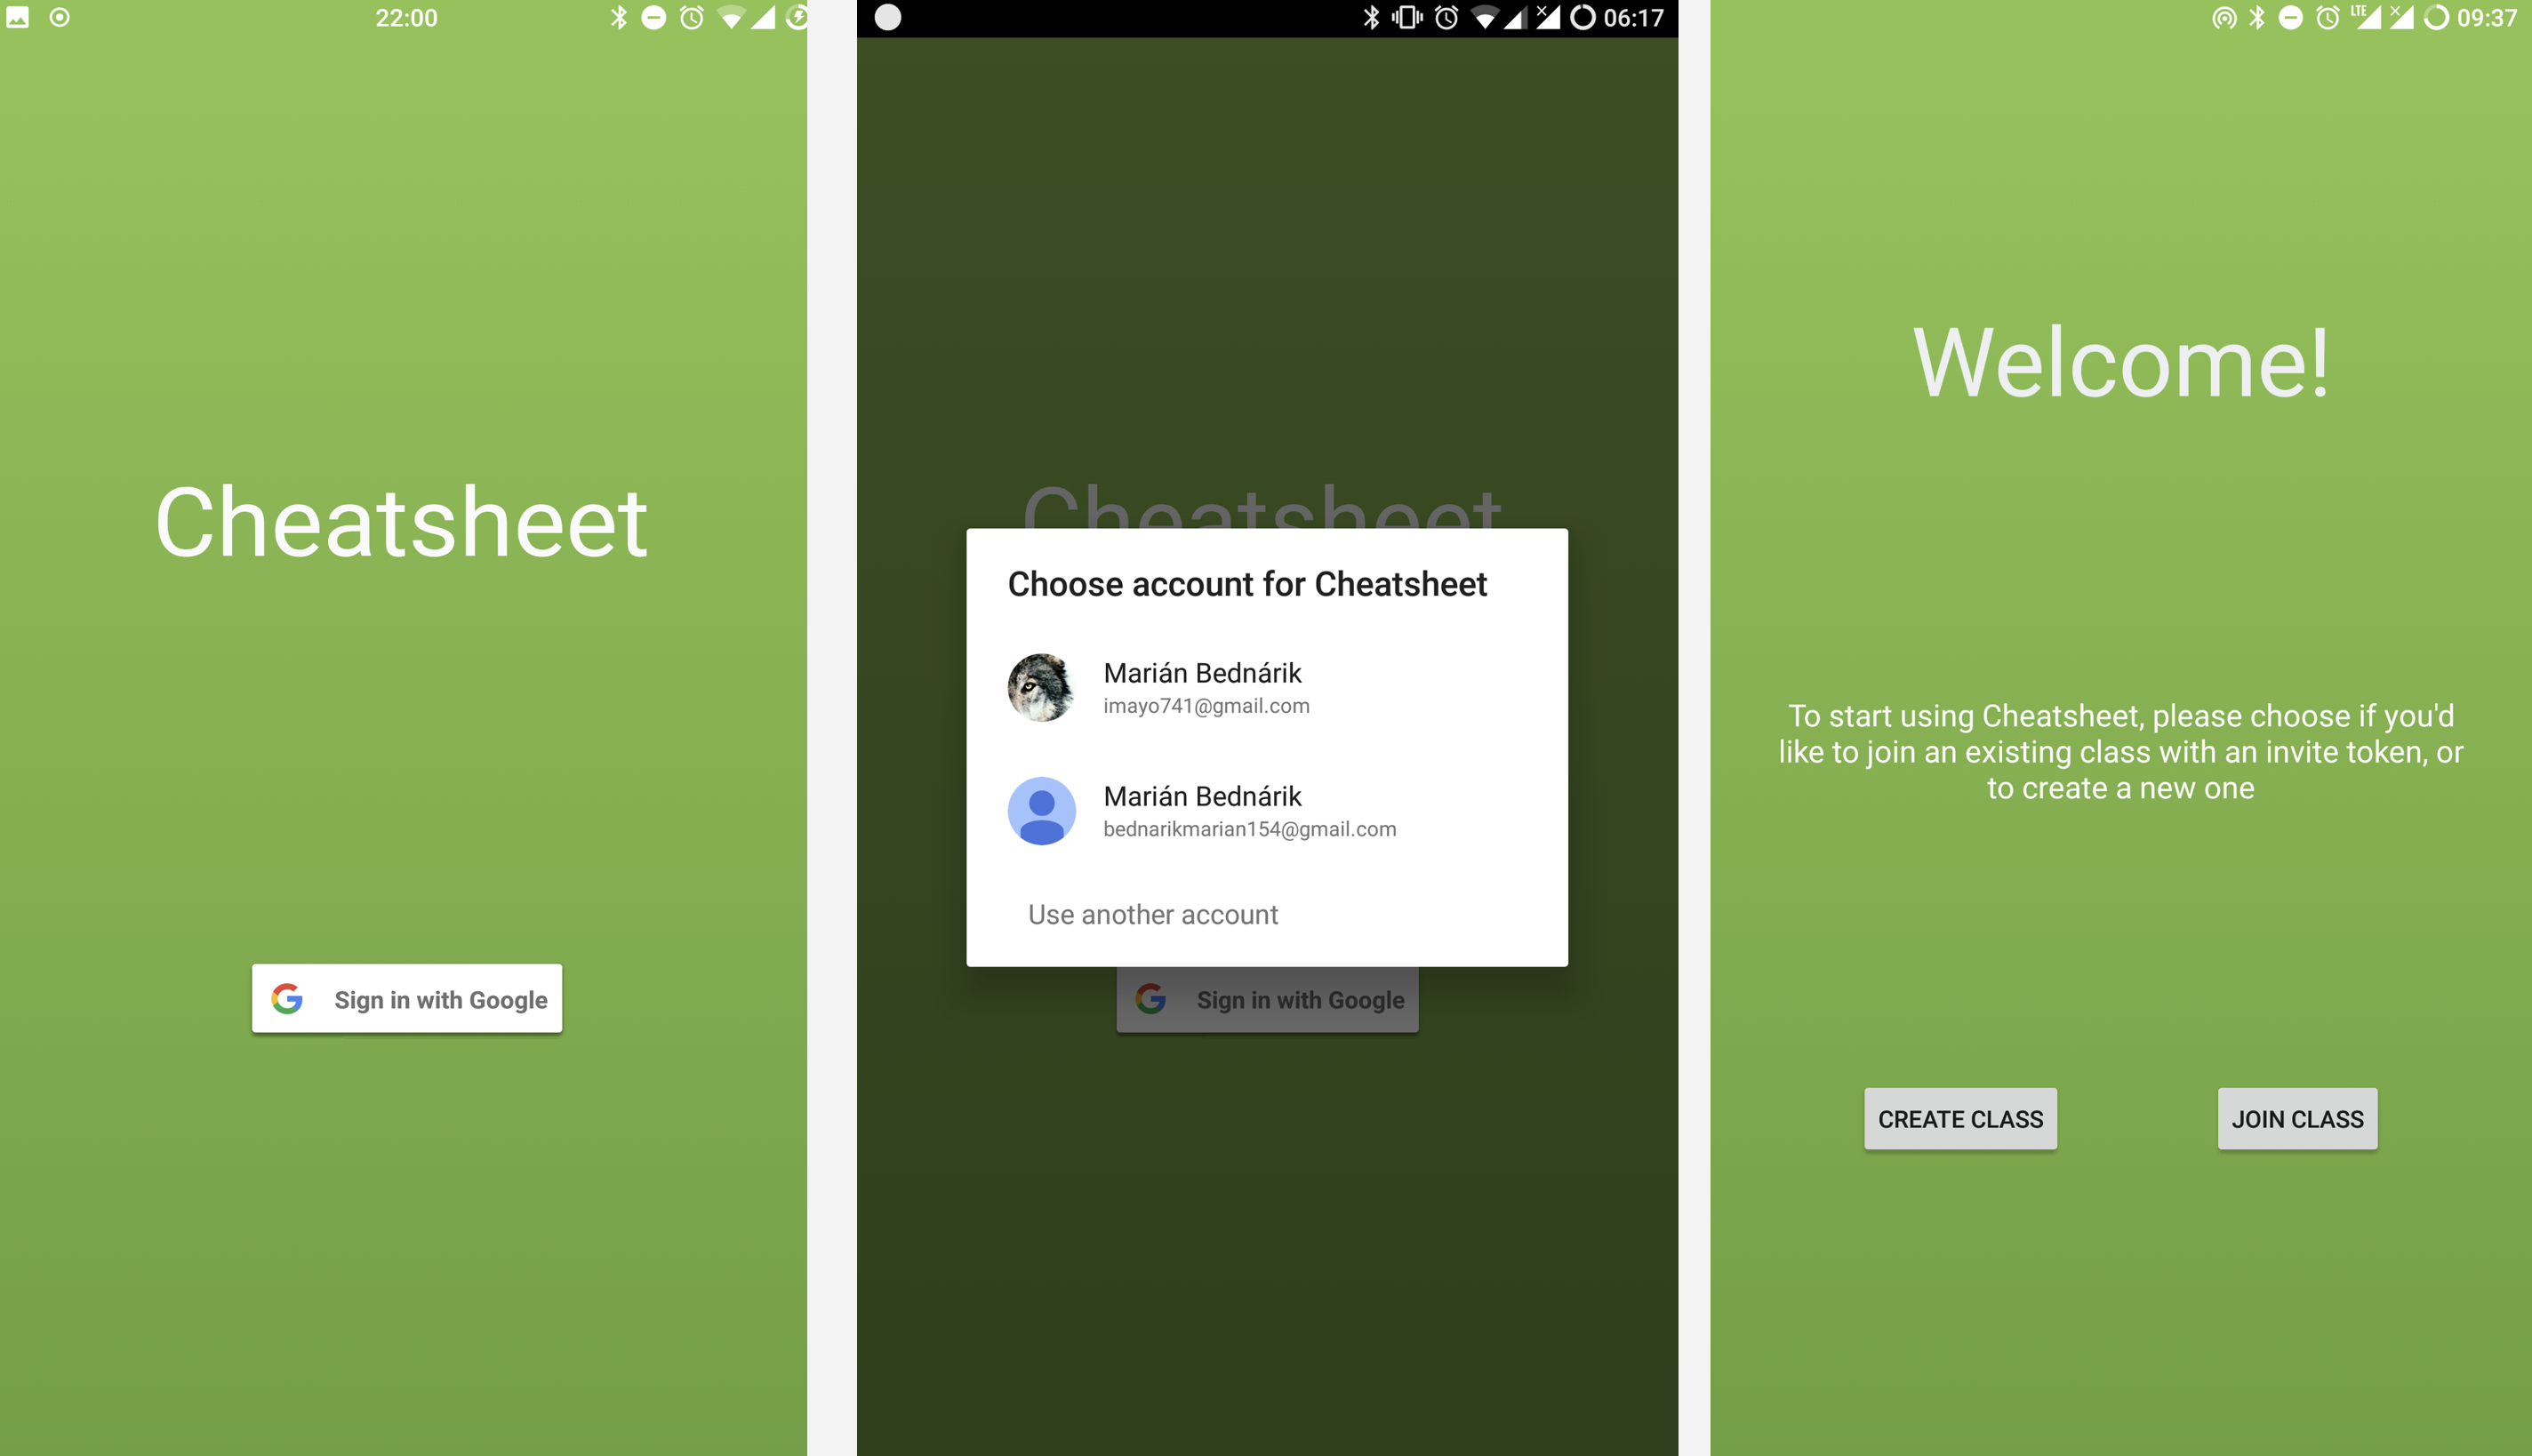 22:00
Cheatsheet
Sign in with Google
06:17
Cheatsheet
Choose account for Cheatsheet
Marián Bednárik
imayo741@gmail.com
Marián Bednárik
bednarikmarian154@gmail.com
Use another account
Sign in with Google
LTE 09:37
Welcome!
To start using Cheatsheet, please choose if you'd
like to join an existing class with an invite token, or
to create a new one
CREATE CLASS
JOIN CLASS